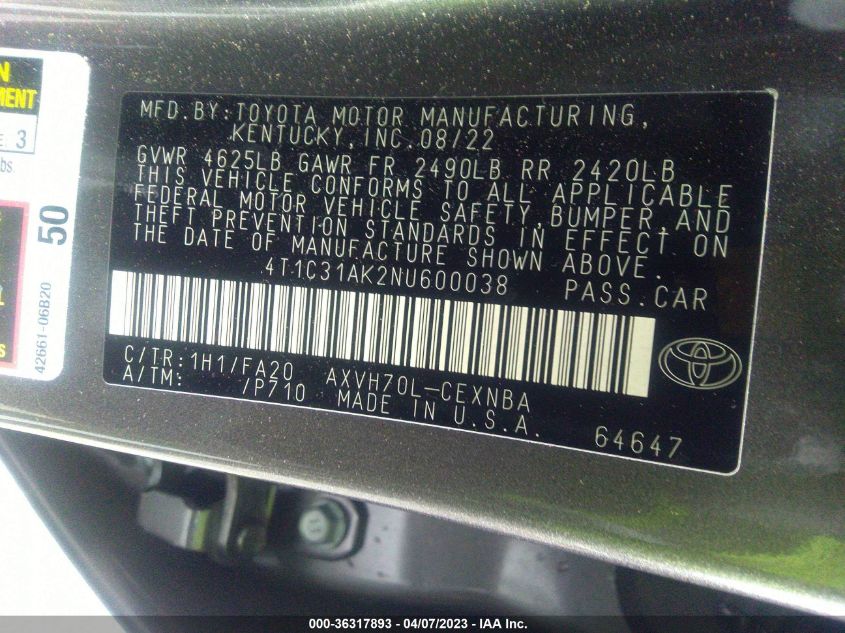 N
MENT
E 3
bs.
50
42661-06B20
L
s
MFD.BY:TOYOTA MOTOR MANUFACTURING,
KENTUCKY,INC.08/22
GVWR 4625LB GAWR FR 2490LB RR 2420LB
THIS VEHICLE CONFORMS TO ALL APPLICABLE
FEDERAL MOTOR VEHICLE SAFETY,BUMPER,AND
THEFT PREVENTION STANDARDS IN EFFECT ON
THE DATE OF MANUFACTURE SHOWN ABOVE.
4T1C31AK2NU600038 PASS.CAR
C/TR:1H1/FA20 AXVH70L-CEXNBA
A/TM: /P710 MADE IN U.S.A.
64647
000-36317893 - 04/07/2023 - IAA Inc.